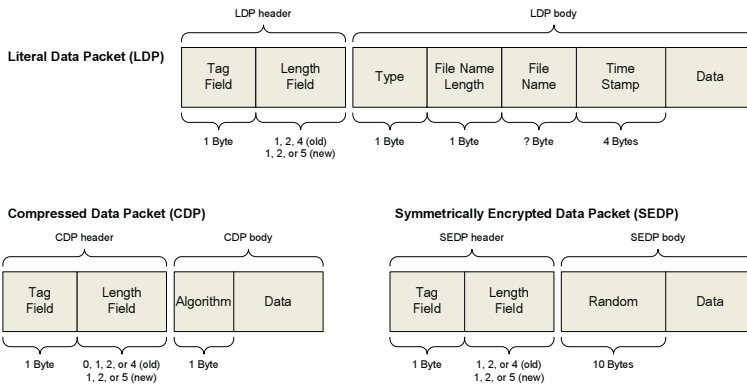 LDP header
LDP body
Literal Data Packet (LDP)
Tag Field
Length Field
Type
File Name Length
File Name
Time Stamp
Data
1 Byte
1, 2, 4 (old)
1, 2, or 5 (new)
1 Byte
1 Byte
? Byte
4 Bytes
Compressed Data Packet (CDP)
CDP header
CDP body
Tag Field
Length Field
Algorithm
Data
1 Byte
0, 1, 2, or 4 (old)
1, 2, or 5 (new)
1 Byte
Symmetrically Encrypted Data Packet (SEDP)
SEDP header
SEDP body
Tag Field
Length Field
Random
Data
1 Byte
1, 2, or 4 (old)
1, 2, or 5 (new)
10 Bytes